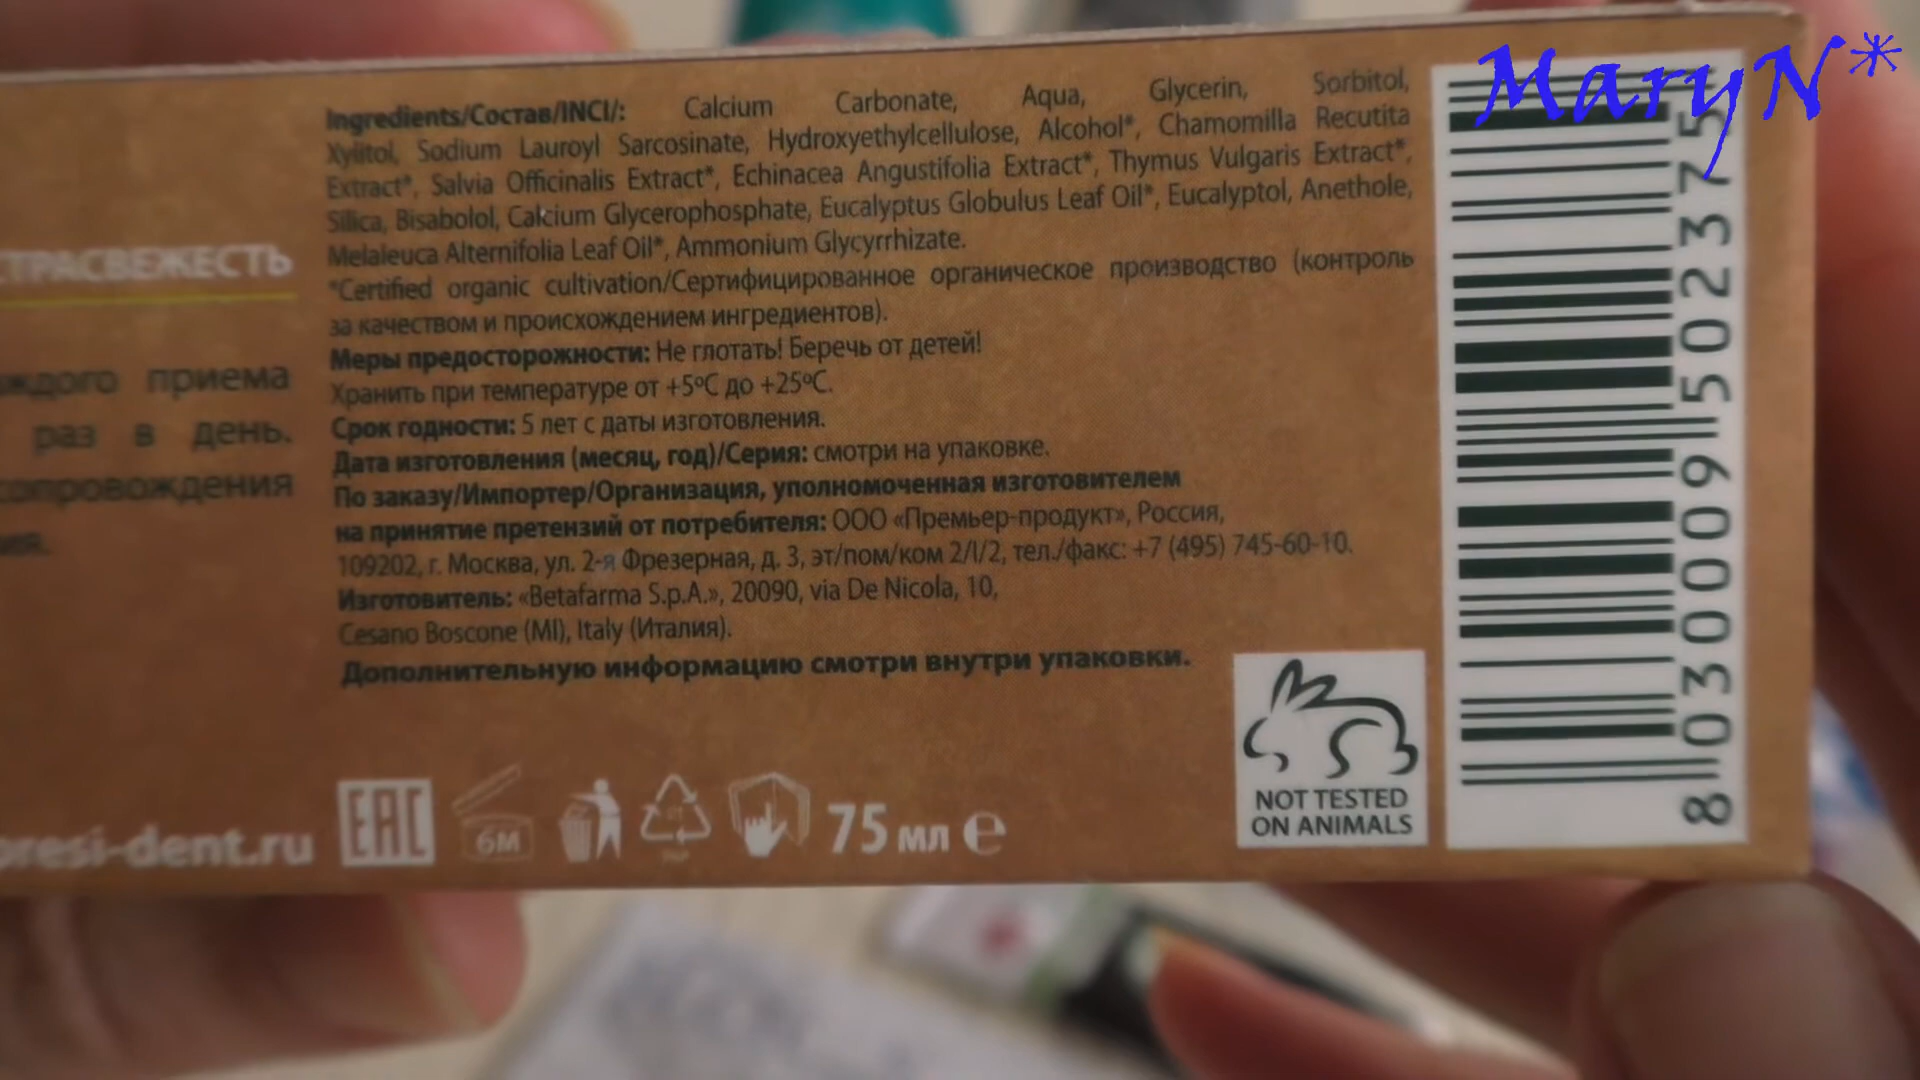 MaryN*
Ingredients/Состав/INCI/: Calcium Carbonate, Aqua, Glycerin, Sorbitol,
Xylitol, Sodium Lauroyl Sarcosinate, Hydroxyethylcellulose, Alcohol*, Chamomilla Recutita
Extract*, Salvia Officinalis Extract*, Echinacea Angustifolia Extract*, Thymus Vulgaris Extract*,
Silica, Bisabolol, Calcium Glycerophosphate, Eucalyptus Globulus Leaf Oil*, Eucalyptol, Anethole,
Melaleuca Alternifolia Leaf Oil*, Ammonium Glycyrrhizate.
*Certified organic cultivation/Сертифицированное органическое производство (контроль
за качеством и происхождением ингредиентов).
Меры предосторожности: Не глотать! Беречь от детей!
Хранить при температуре от +5ºC до +25ºC.
Срок годности: 5 лет с даты изготовления.
Дата изготовления (месяц, год)/Серия: смотри на упаковке.
По заказу/Импортер/Организация, уполномоченная изготовителем
на принятие претензий от потребителя: ООО «Премьер-продукт», Россия,
109202, г. Москва, ул. 2-я Фрезерная, д. 3, эт/пом/ком 2/I/2, тел./факс: +7 (495) 745-60-10.
Изготовитель: «Betafarma S.p.A.», 20090, via De Nicola, 10,
Cesano Boscone (MI), Italy (Италия).
Дополнительную информацию смотри внутри упаковки.
СТРАСВЕЖЕСТЬ
аждого приема
раз в день.
сопровождения
presi-dent.ru
EAC
6M
75 мл e
NOT TESTED
ON ANIMALS
8030009502375